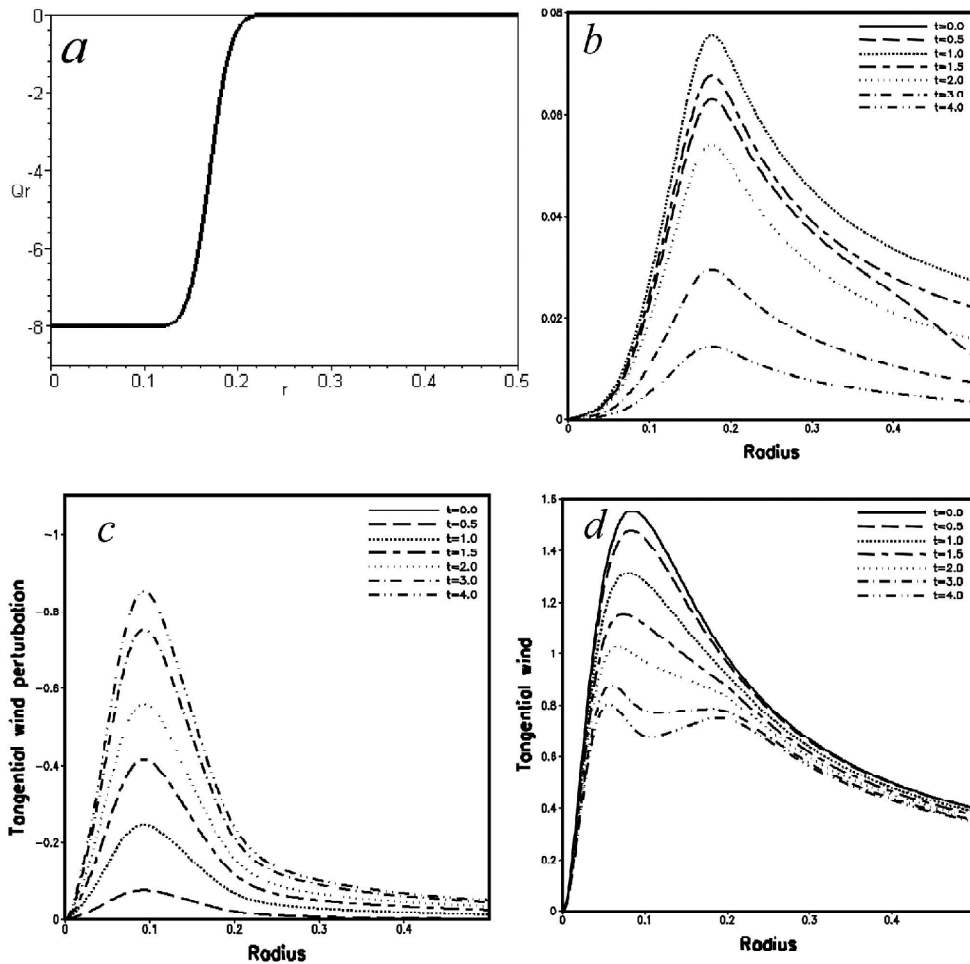 a
0
-2
-4
-6
-8
Qr
0
0.1
0.2
0.3
0.4
0.5
r
b
0.08
0.06
0.04
0.02
0
t=0.0
t=0.5
t=1.0
t=1.5
t=2.0
t=3.0
t=4.0
0
0.1
0.2
0.3
0.4
Radius
c
Tangential wind perturbation
-1
-0.8
-0.6
-0.4
-0.2
0
t=0.0
t=0.5
t=1.0
t=1.5
t=2.0
t=3.0
t=4.0
0
0.1
0.2
0.3
0.4
Radius
d
Tangential wind
1.6
1.4
1.2
1
0.8
0.6
0.4
0.2
0
t=0.0
t=0.5
t=1.0
t=1.5
t=2.0
t=3.0
t=4.0
0
0.1
0.2
0.3
0.4
Radius